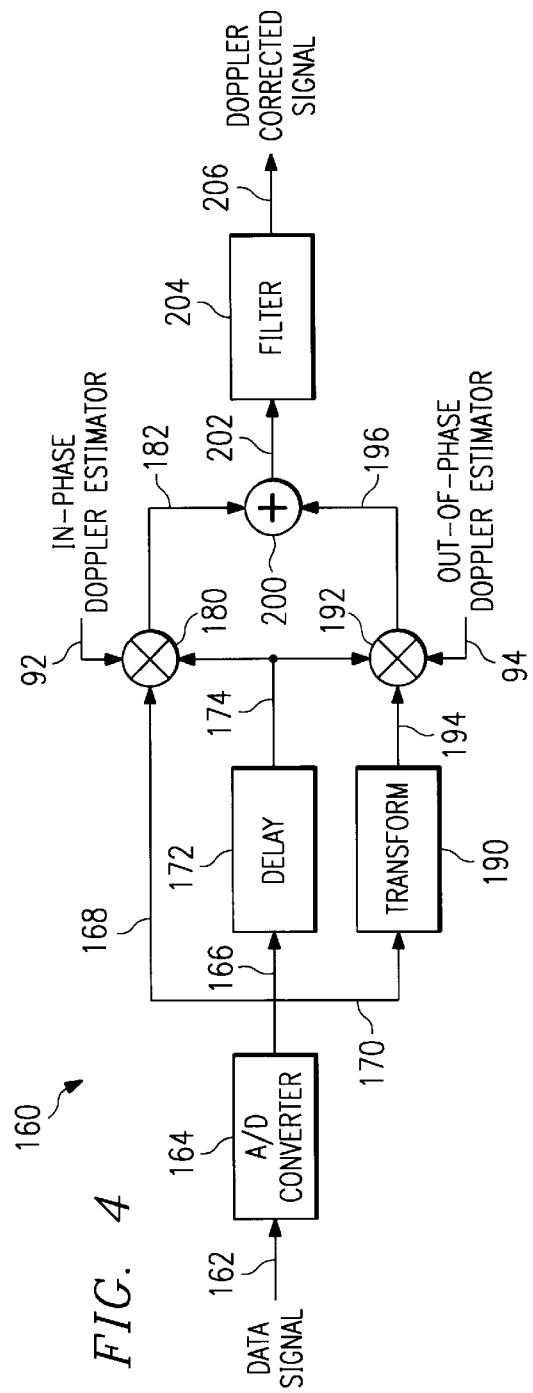 FIG. 4
160
DATA
SIGNAL
162
164
A/D
CONVERTER
166
168
170
172
DELAY
174
TRANSFORM
190
194
92
IN-PHASE
DOPPLER ESTIMATOR
180
182
192
94
OUT-OF-PHASE
DOPPLER ESTIMATOR
196
200
+
202
204
FILTER
206
DOPPLER
CORRECTED
SIGNAL